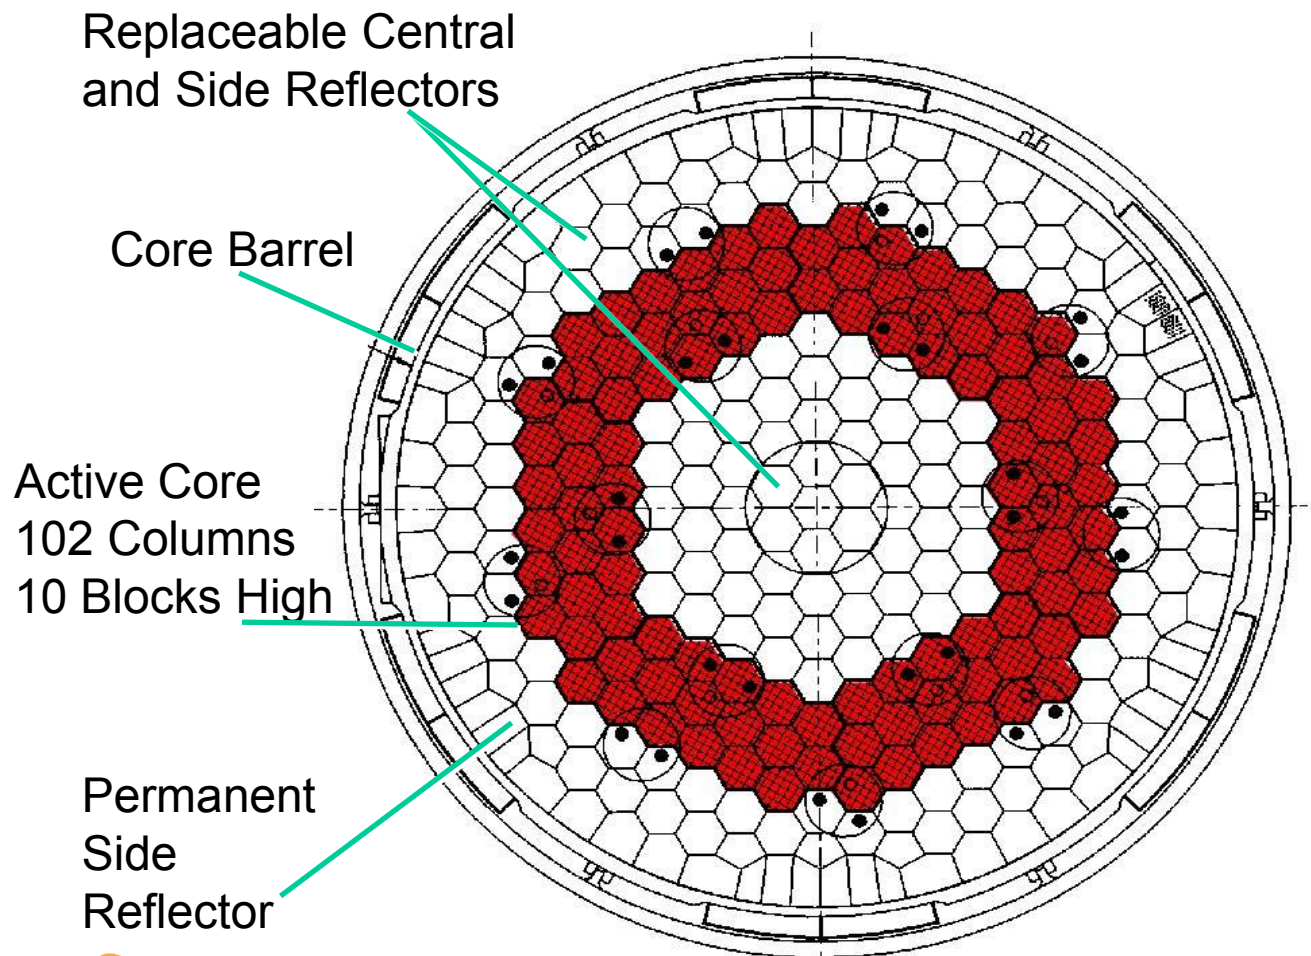 Replaceable Central
and Side Reflectors
Core Barrel
Active Core
102 Columns
10 Blocks High
Permanent
Side
Reflector